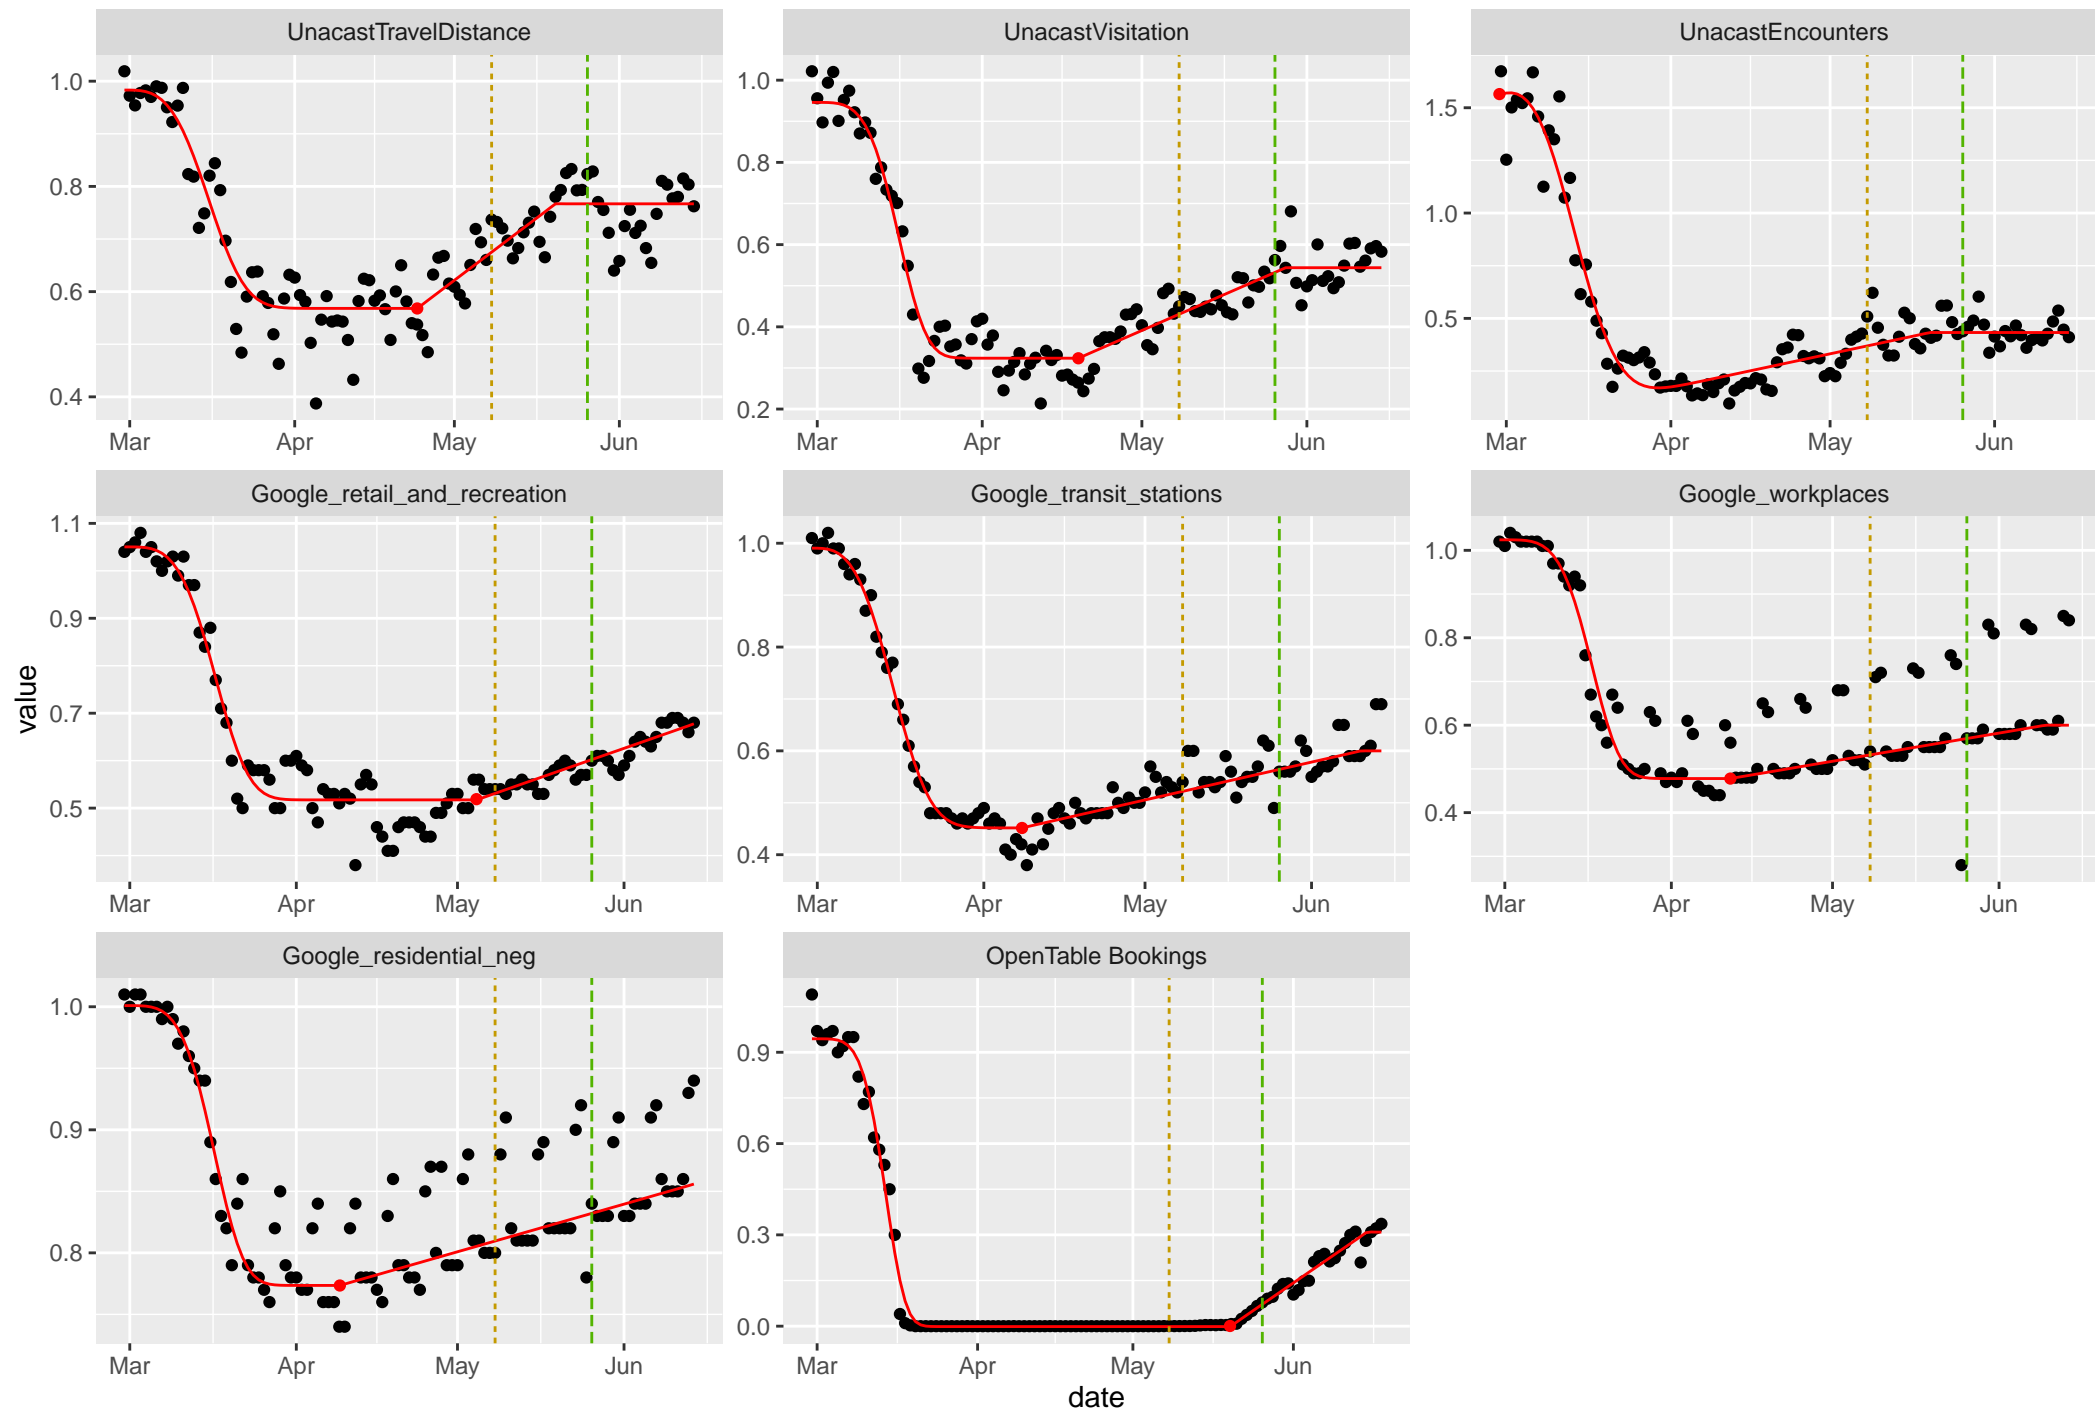 UnacastTravelDistance
1.0
0.8
0.6
0.4
Mar Apr May Jun
UnacastVisitation
1.0
0.8
0.6
0.4
0.2
Mar Apr May Jun
UnacastEncounters
1.5
1.0
0.5
Mar Apr May Jun
value
Google_retail_and_recreation
1.1
0.9
0.7
0.5
Mar Apr May Jun
Google_transit_stations
1.0
0.8
0.6
0.4
Mar Apr May Jun
Google_workplaces
1.0
0.8
0.6
0.4
Mar Apr May Jun
Google_residential_neg
1.0
0.9
0.8
Mar Apr May Jun
OpenTable Bookings
0.9
0.6
0.3
0.0
Mar Apr May Jun
date